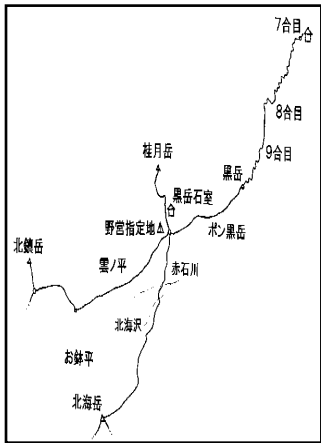 7合目
8合目
9合目
桂月岳
黒岳
黒岳石室
野営指定地
ポン黒岳
北鎮岳
雲ノ平
赤石川
北海沢
お鉢平
北海岳